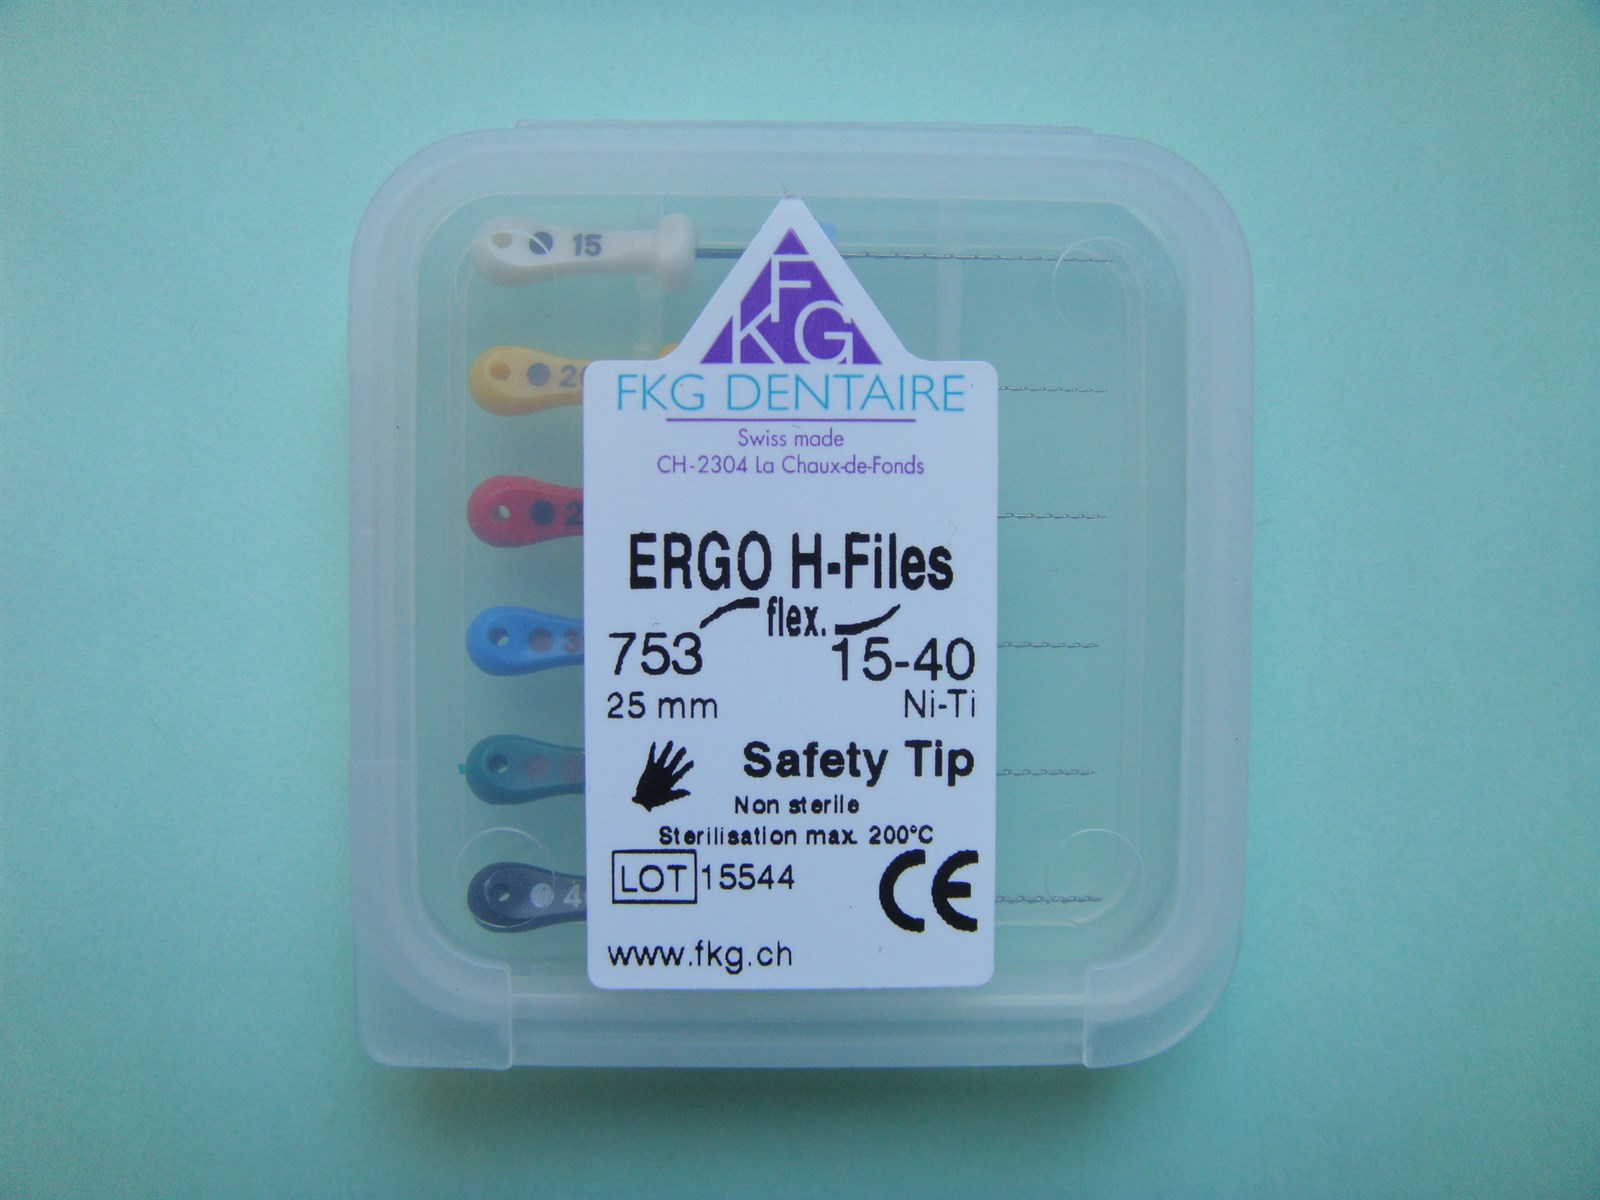 15
F
KG
FKG DENTAIRE
Swiss made
CH-2304 La Chaux-de-Fonds
ERGO H-Files
flex.
753 15-40
25 mm Ni-Ti
Safety Tip
Non sterile
Sterilisation max. 200°C
LOT 15544
CE
www.fkg.ch